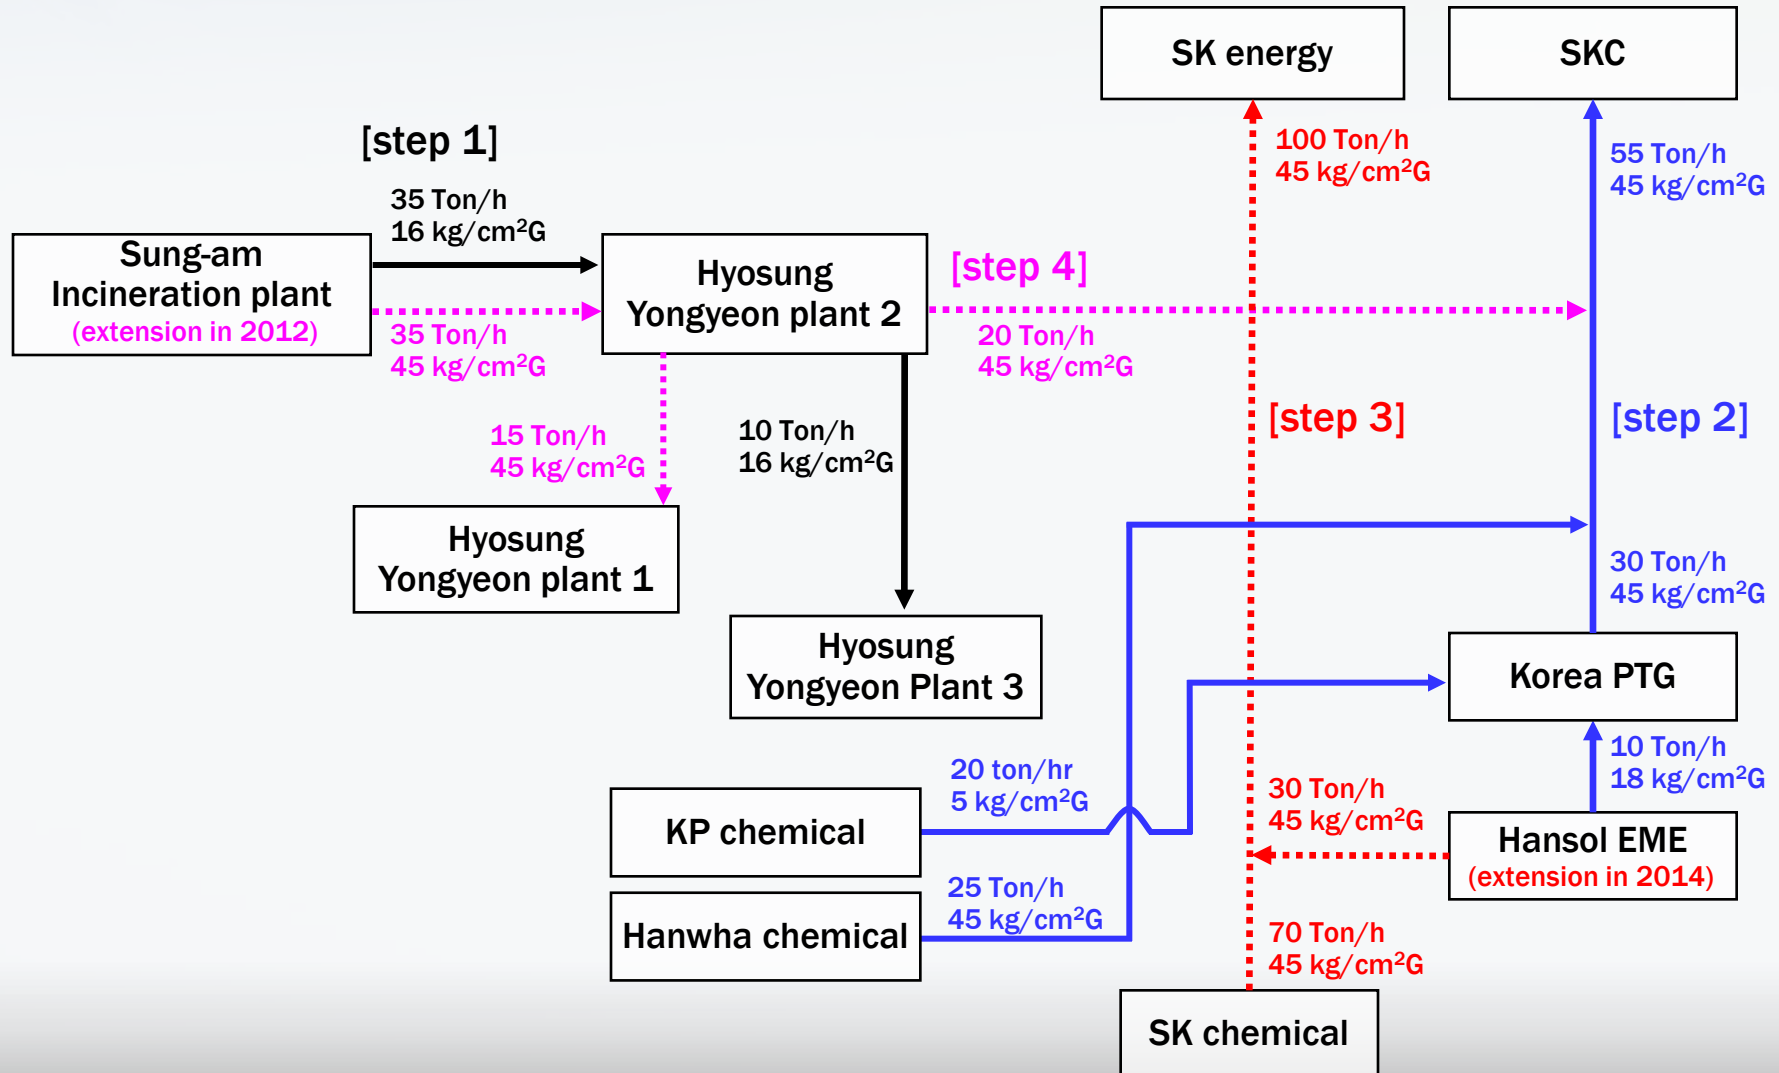 SK energy
SKC
[step 1]
100 Ton/h
45 kg/cm²G
55 Ton/h
45 kg/cm²G
35 Ton/h
16 kg/cm²G
Sung-am
Incineration plant
(extension in 2012)
Hyosung
Yongyeon plant 2
[step 4]
35 Ton/h
45 kg/cm²G
20 Ton/h
45 kg/cm²G
[step 3]
[step 2]
15 Ton/h
45 kg/cm²G
10 Ton/h
16 kg/cm²G
Hyosung
Yongyeon plant 1
30 Ton/h
45 kg/cm²G
Hyosung
Yongyeon Plant 3
Korea PTG
20 ton/hr
5 kg/cm²G
10 Ton/h
18 kg/cm²G
KP chemical
30 Ton/h
45 kg/cm²G
Hansol EME
(extension in 2014)
25 Ton/h
45 kg/cm²G
Hanwha chemical
70 Ton/h
45 kg/cm²G
SK chemical